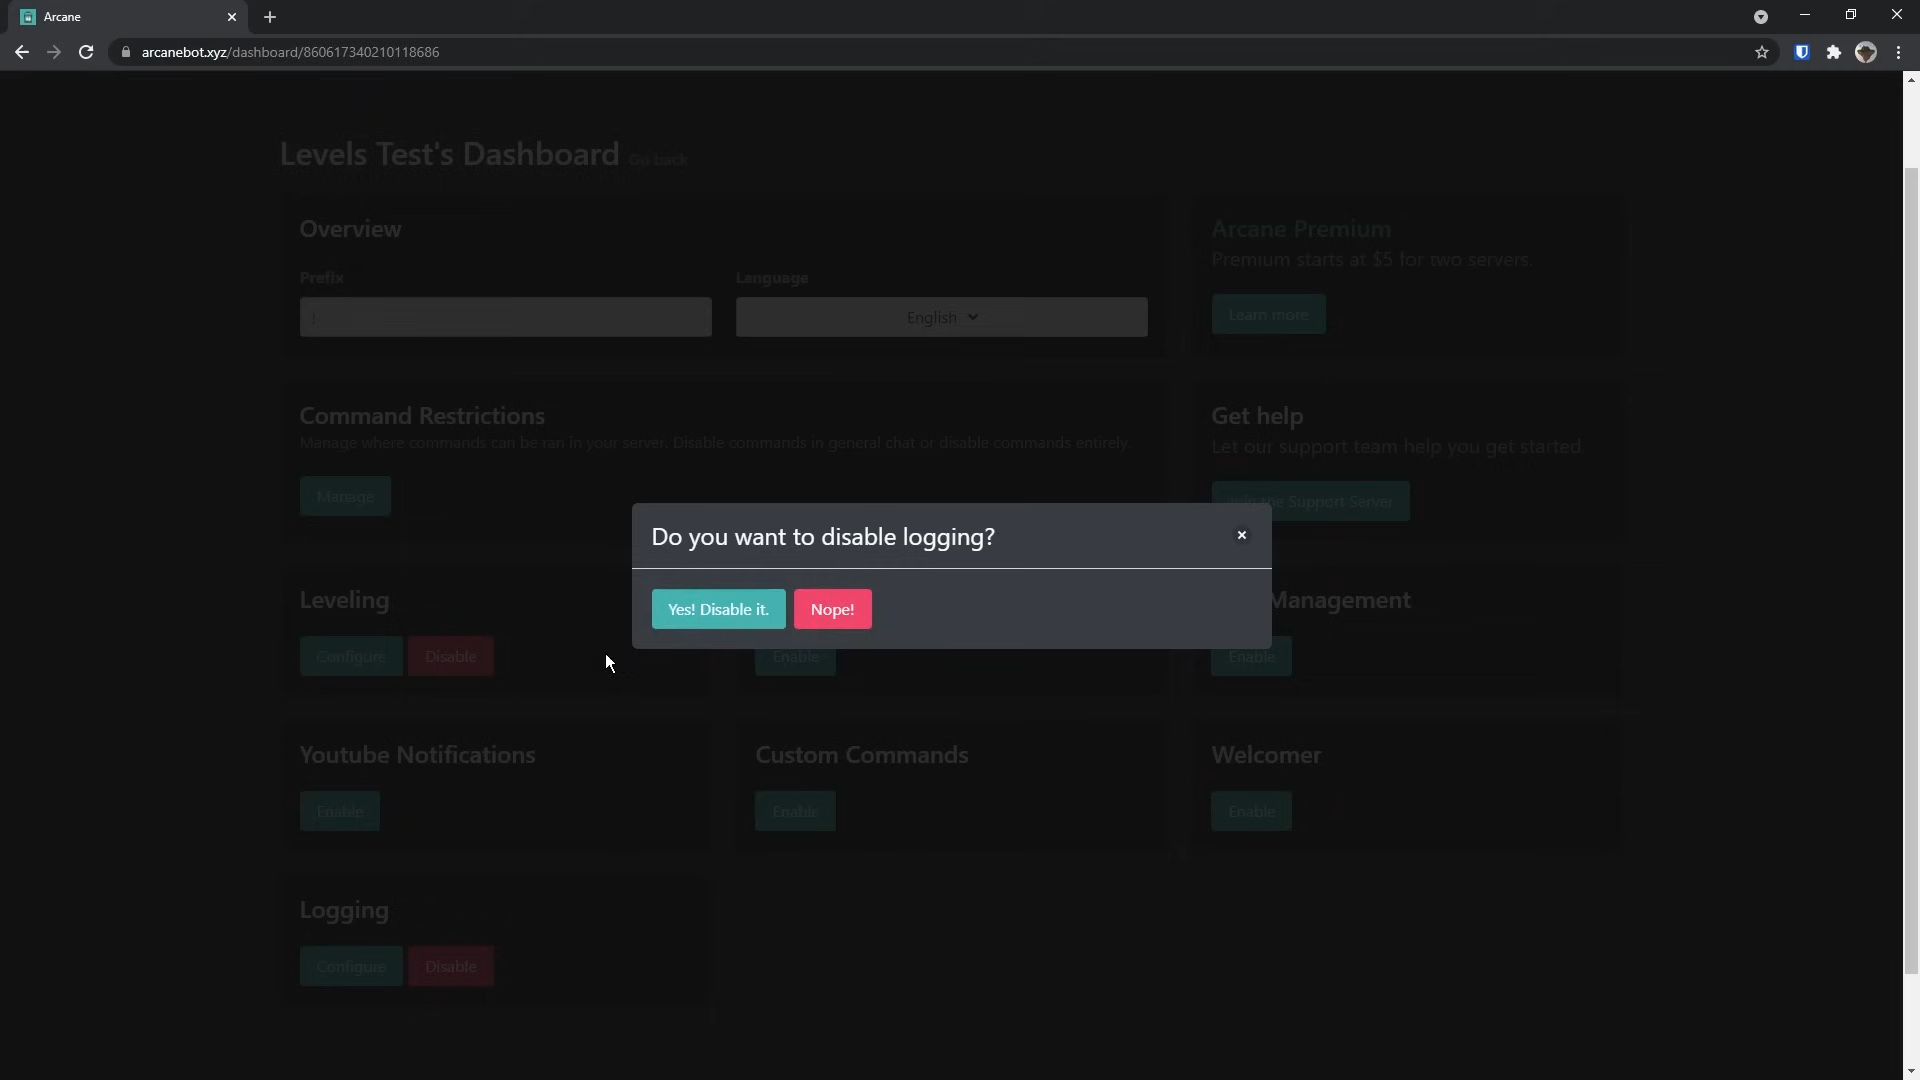 Arcane
arcanebot.xyz/dashboard/860617340210118686
Levels Test's Dashboard Go back
Overview
Prefix
Language
English
Arcane Premium
Premium starts at $5 for two servers.
Learn more
Command Restrictions
Manage where commands can be ran in your server. Disable commands in general chat or disable commands entirely.
Manage
Get help
Let our support team help you get started
the Support Server
Do you want to disable logging?
Yes! Disable it. Nope!
Leveling
Configure Disable
Enable
Management
Enable
Youtube Notifications
Enable
Custom Commands
Enable
Welcomer
Enable
Logging
Configure Disable